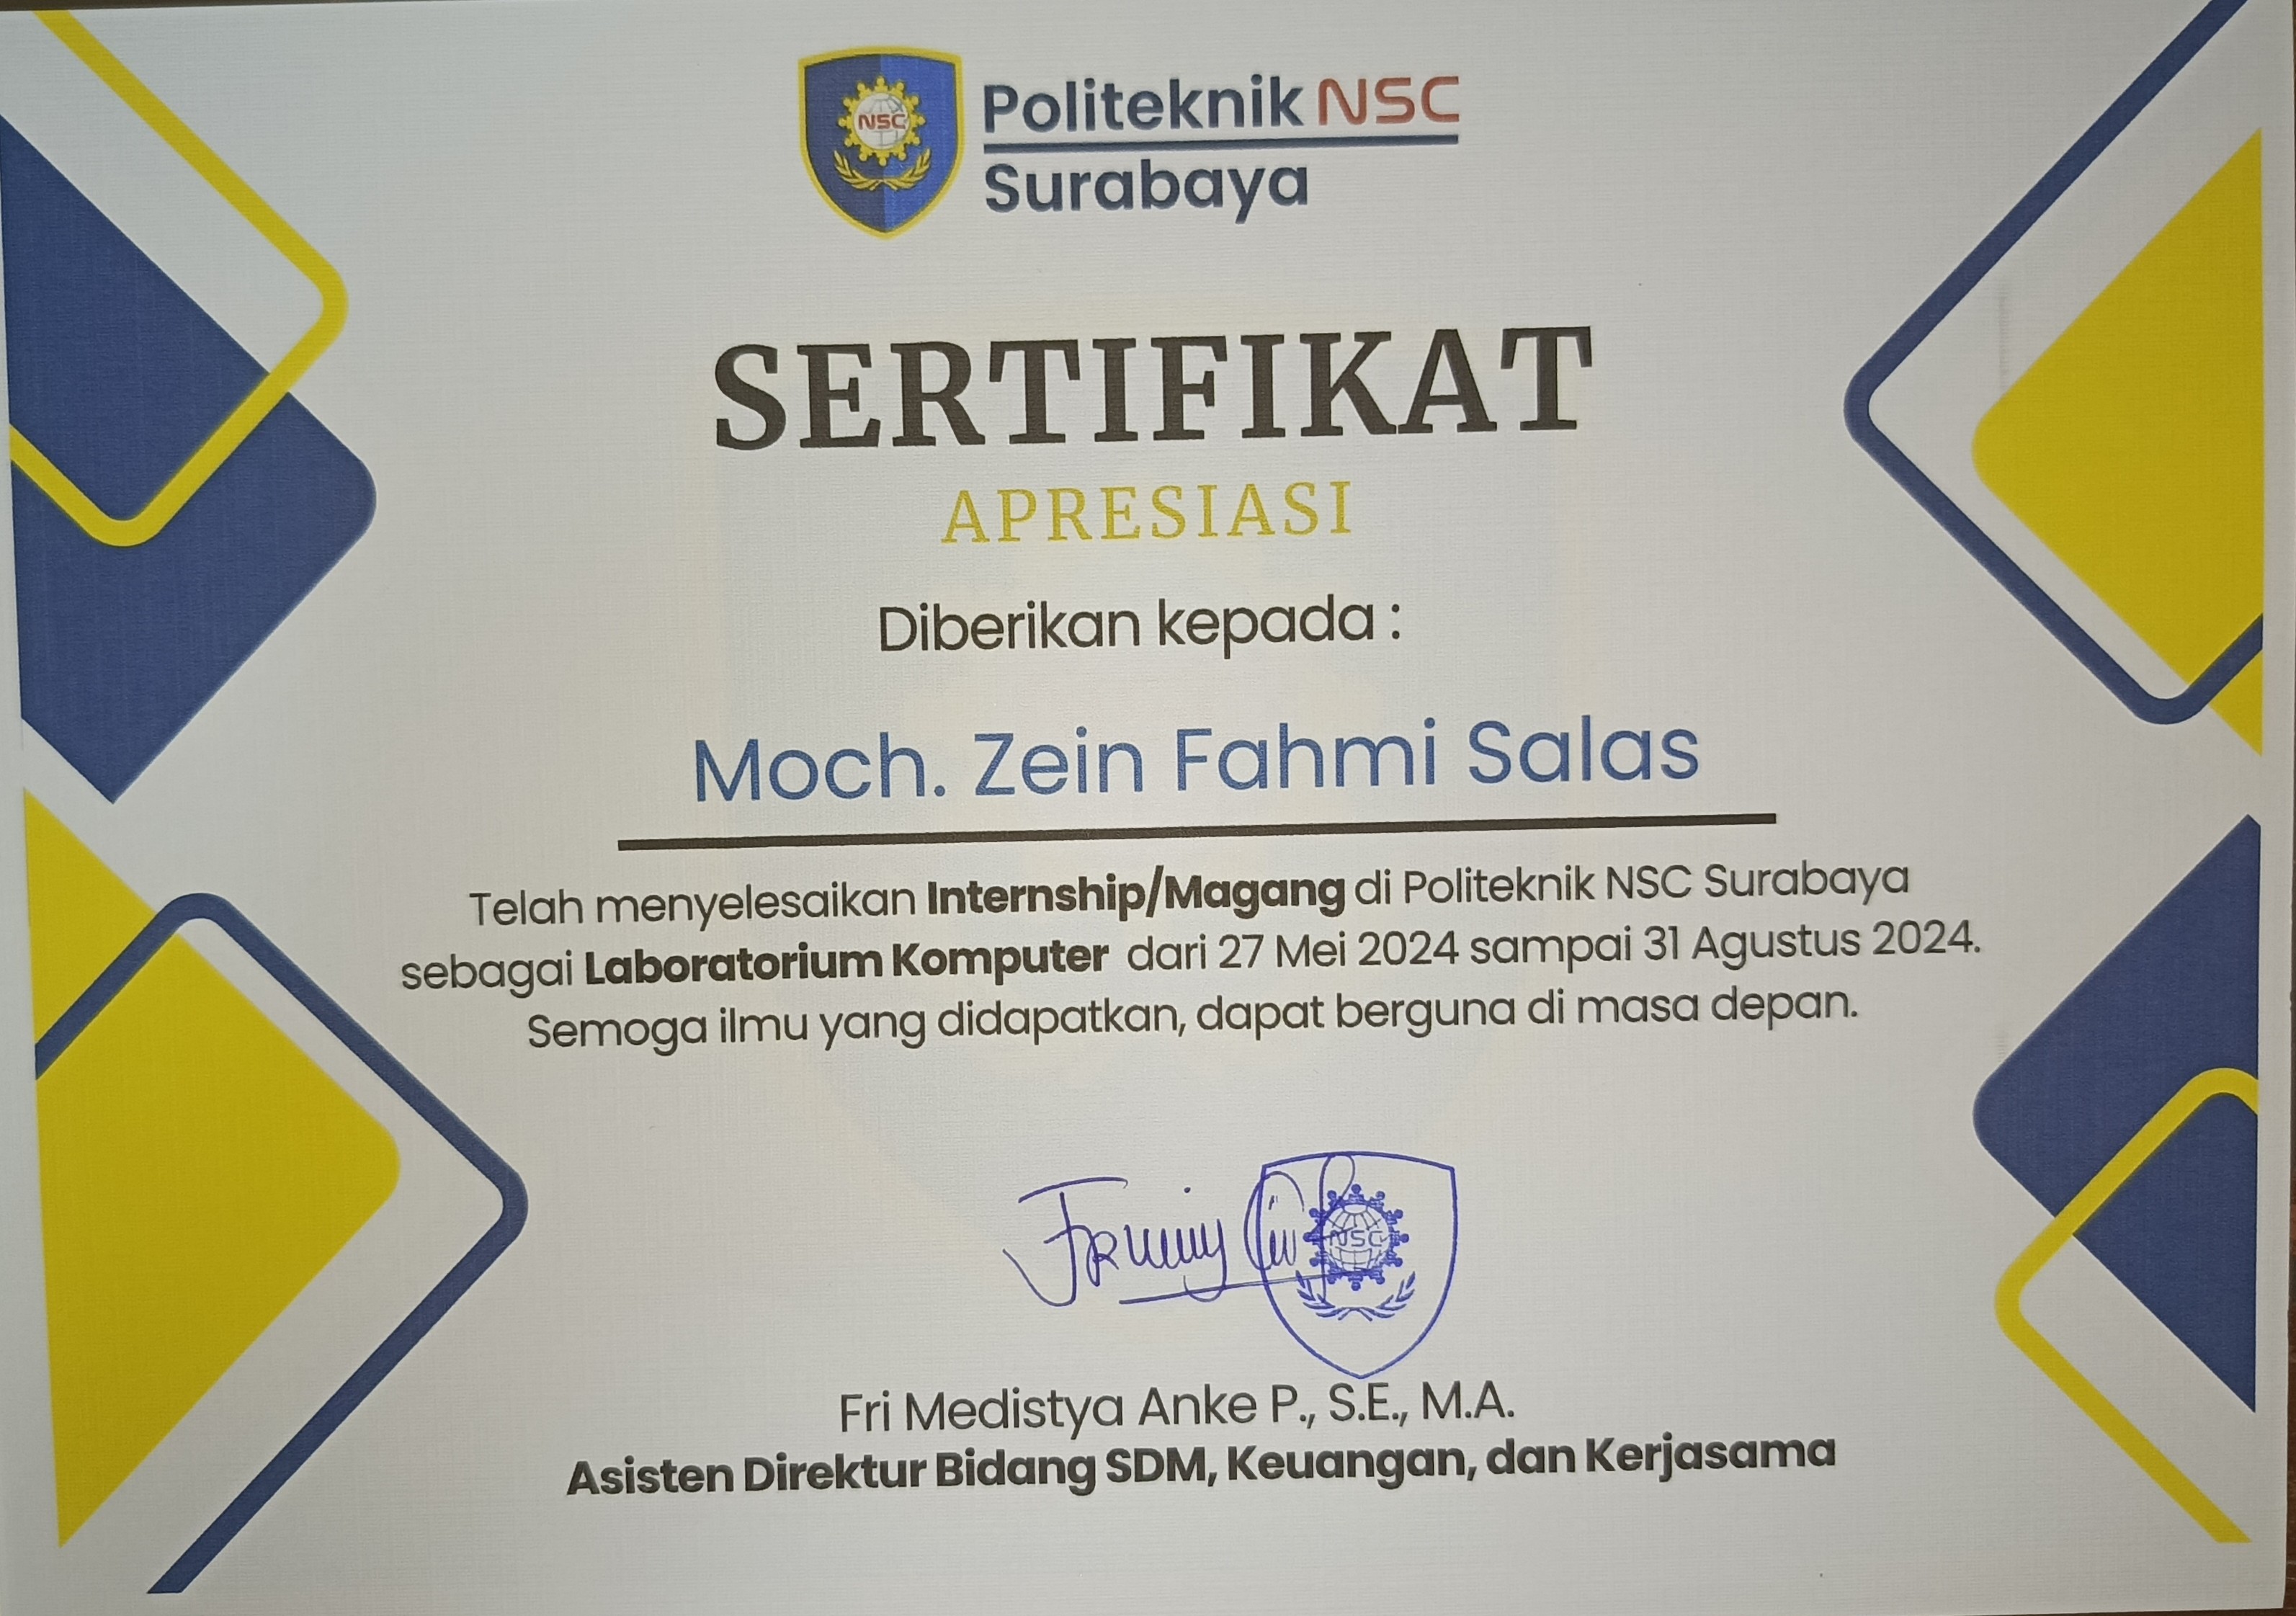 NSC
Politeknik NSC
Surabaya
SERTIFIKAT
APRESIASI
Diberikan kepada :
Moch. Zein Fahmi Salas
Telah menyelesaikan Internship/Magang di Politeknik NSC Surabaya
sebagai Laboratorium Komputer dari 27 Mei 2024 sampai 31 Agustus 2024.
Semoga ilmu yang didapatkan, dapat berguna di masa depan.
NSC
Fri Medistya Anke P., S.E., M.A.
Asisten Direktur Bidang SDM, Keuangan, dan Kerjasama